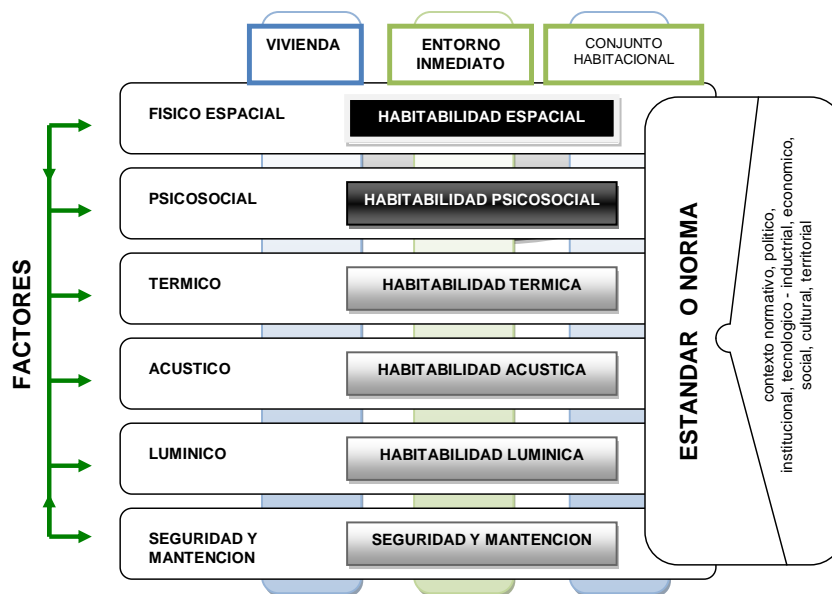 VIVIENDA
ENTORNO
INMEDIATO
CONJUNTO
HABITACIONAL
FISICO ESPACIAL
HABITABILIDAD ESPACIAL
PSICOSOCIAL
HABITABILIDAD PSICOSOCIAL
TERMICO
HABITABILIDAD TERMICA
ACUSTICO
HABITABILIDAD ACUSTICA
LUMINICO
HABITABILIDAD LUMINICA
SEGURIDAD Y
MANTENCION
SEGURIDAD Y MANTENCION
FACTORES
ESTANDAR O NORMA
contexto normativo, politico,
institucional, tecnologico - inductrial, economico,
social, cultural, territorial